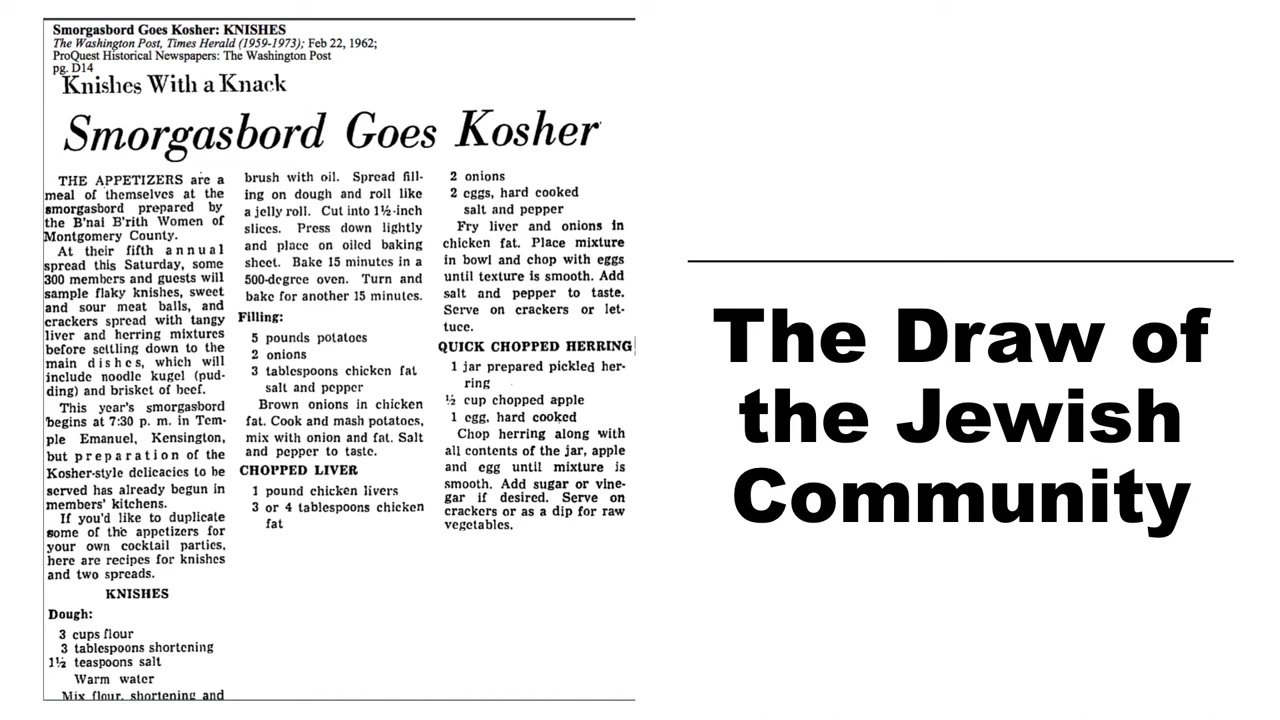 Smorgasbord Goes Kosher: KNISHES
The Washington Post, Times Herald (1959-1973); Feb 22, 1962;
ProQuest Historical Newspapers: The Washington Post
pg. D14
Knishes With a Knack
Smorgasbord Goes Kosher
THE APPETIZERS are a
meal of themselves at the
smorgasbord prepared by
the B'nai B'rith Women of
Montgomery County.
At their fifth annual
spread this Saturday, some
300 members and guests will
sample flaky knishes, sweet
and sour meat balls, and
crackers spread with tangy
liver and herring mixtures
before settling down to the
main dishes, which will
include noodle kugel (pud-
ding) and brisket of beef.
This year's smorgasbord
begins at 7:30 p. m. in Tem-
ple Emanuel, Kensington,
but preparation of the
Kosher-style delicacies to be
served has already begun in
members' kitchens.
If you'd like to duplicate
some of the appetizers for
your own cocktail parties,
here are recipes for knishes
and two spreads.
KNISHES
Dough:
3 cups flour
3 tablespoons shortening
1½ teaspoons salt
Warm water
Mix flour, shortening and
brush with oil. Spread fill-
ing on dough and roll like
a jelly roll. Cut into 1½-inch
slices. Press down lightly
and place on oiled baking
sheet. Bake 15 minutes in a
500-degree oven. Turn and
bake for another 15 minutes.
Filling:
5 pounds potatoes
2 onions
3 tablespoons chicken fat
salt and pepper
Brown onions in chicken
fat. Cook and mash potatoes,
mix with onion and fat. Salt
and pepper to taste.
CHOPPED LIVER
1 pound chicken livers
3 or 4 tablespoons chicken
fat
2 onions
2 eggs, hard cooked
salt and pepper
Fry liver and onions in
chicken fat. Place mixture
in bowl and chop with eggs
until texture is smooth. Add
salt and pepper to taste.
Serve on crackers or let-
tuce.
QUICK CHOPPED HERRING
1 jar prepared pickled her-
ring
½ cup chopped apple
1 egg, hard cooked
Chop herring along with
all contents of the jar, apple
and egg until mixture is
smooth. Add sugar or vine-
gar if desired. Serve on
crackers or as a dip for raw
vegetables.
The Draw of
the Jewish
Community